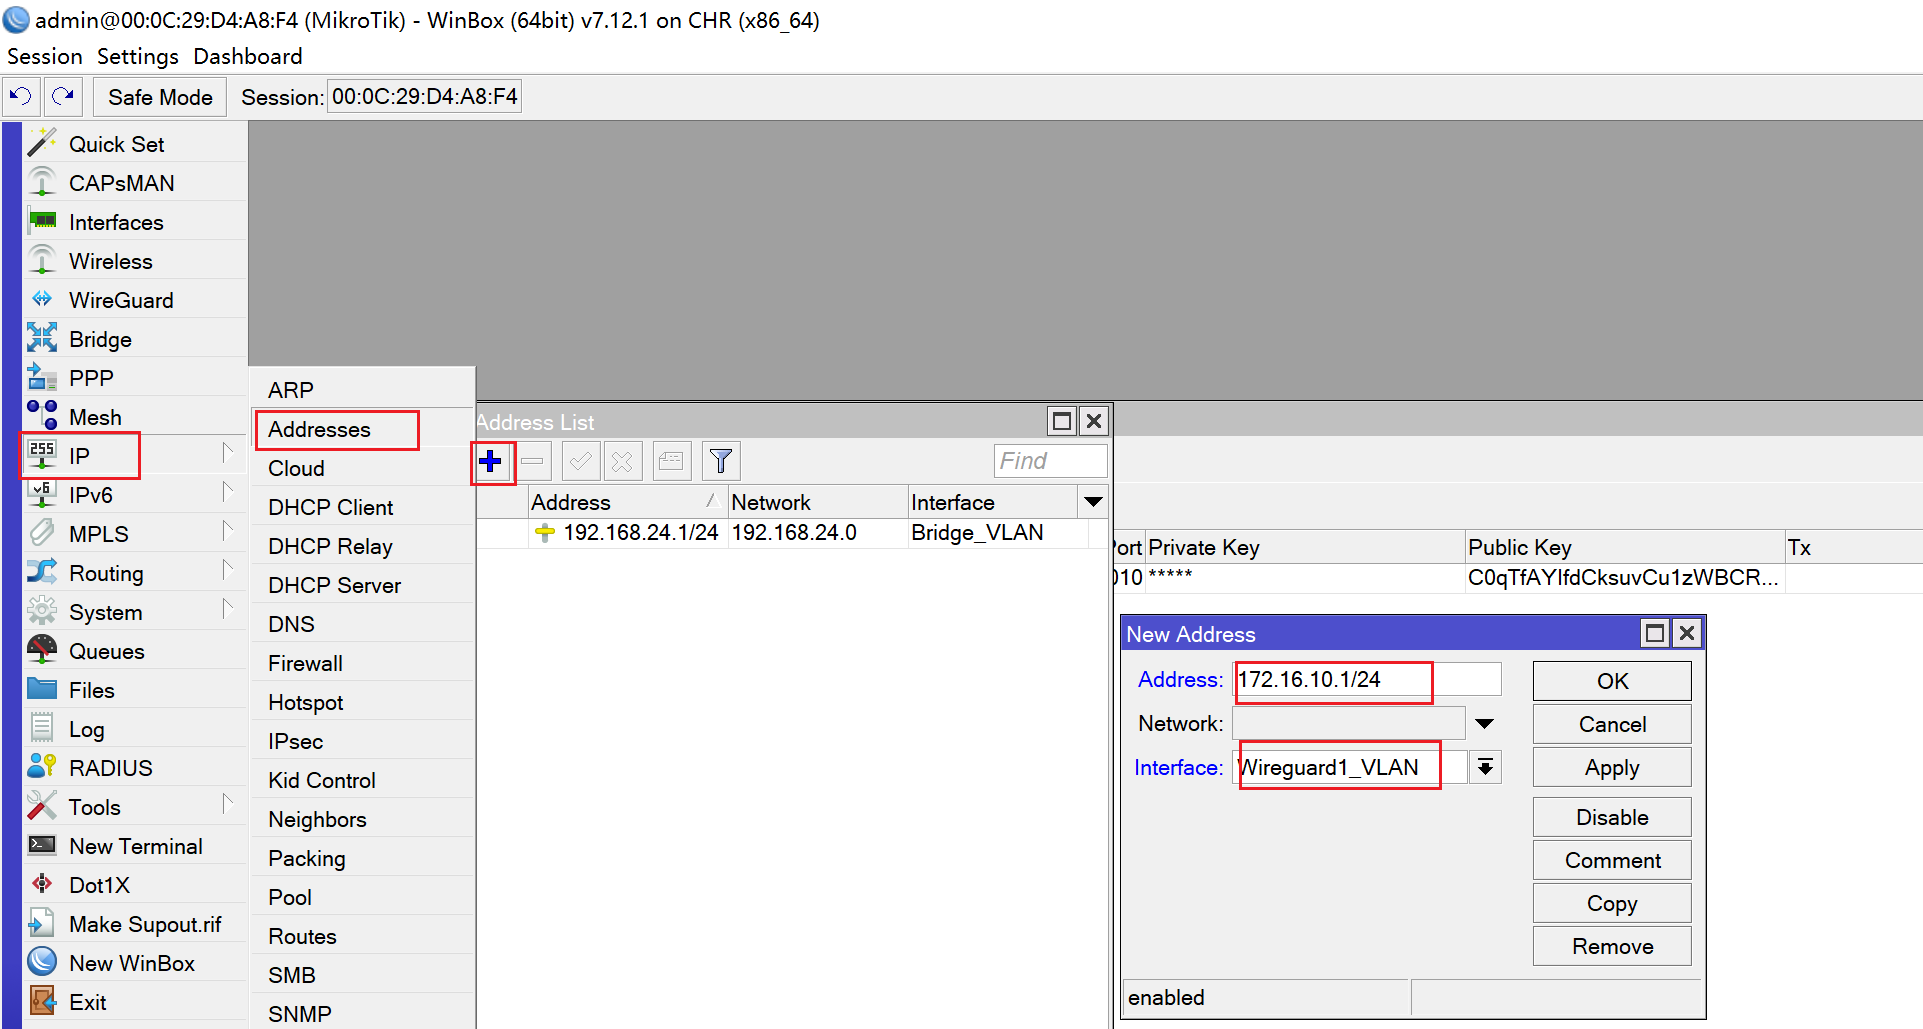 admin@00:0C:29:D4:A8:F4 (MikroTik) - WinBox (64bit) v7.12.1 on CHR (x86_64)
Session Settings Dashboard
Safe Mode Session: 00:0C:29:D4:A8:F4
Quick Set
CAPsMAN
Interfaces
Wireless
WireGuard
Bridge
PPP
Mesh
255 IP
v6 IPv6
MPLS
Routing
System
Queues
Files
Log
RADIUS
Tools
New Terminal
Dot1X
Make Supout.rif
New WinBox
Exit
ARP
Addresses
Cloud
DHCP Client
DHCP Relay
DHCP Server
DNS
Firewall
Hotspot
IPsec
Kid Control
Neighbors
Packing
Pool
Routes
SMB
SNMP
Address List
Find
Address Network Interface
192.168.24.1/24 192.168.24.0 Bridge_VLAN
Private Key Public Key Tx
***** C0qTfAYIfdCksuvCu1zWBCR...
New Address
Address: 172.16.10.1/24
Network:
Interface: Wireguard1_VLAN
OK
Cancel
Apply
Disable
Comment
Copy
Remove
enabled